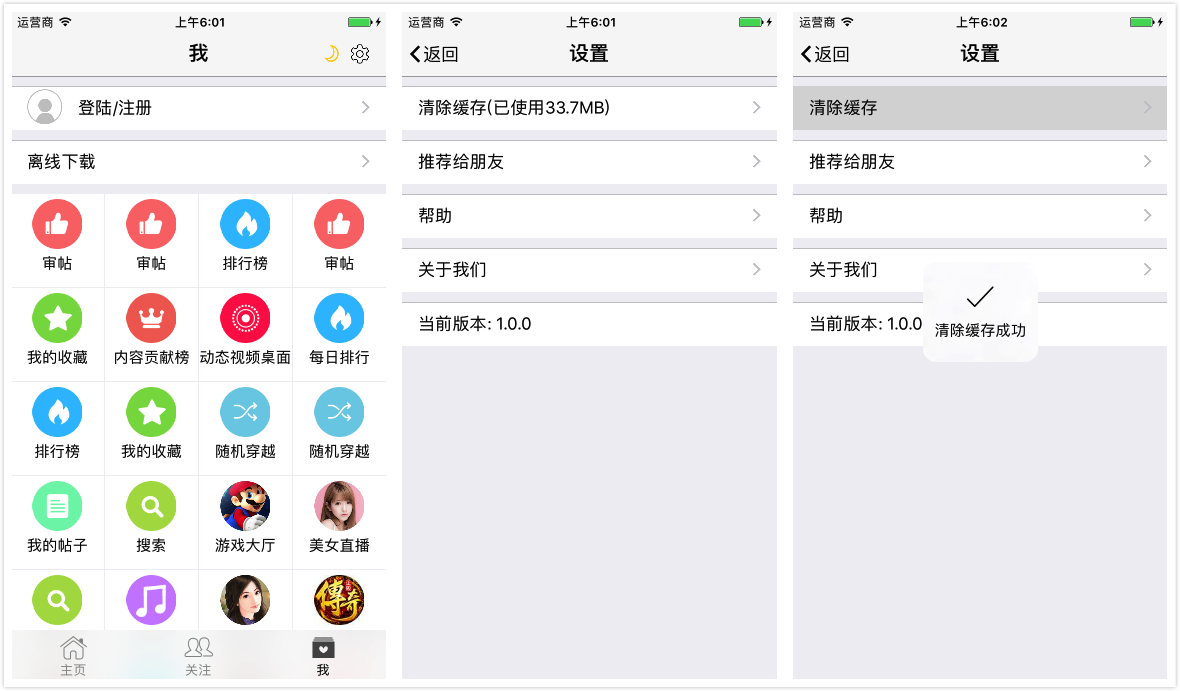 运营商
上午6:01
我
登陆/注册
离线下载
审帖
审帖
排行榜
审帖
我的收藏
内容贡献榜
动态视频桌面
每日排行
排行榜
我的收藏
随机穿越
随机穿越
我的帖子
搜索
游戏大厅
美女直播
傳奇
主页
关注
我
运营商
上午6:01
返回
设置
清除缓存(已使用33.7MB)
推荐给朋友
帮助
关于我们
当前版本: 1.0.0
运营商
上午6:02
返回
设置
清除缓存
推荐给朋友
帮助
关于我们
当前版本: 1.0.0
清除缓存成功